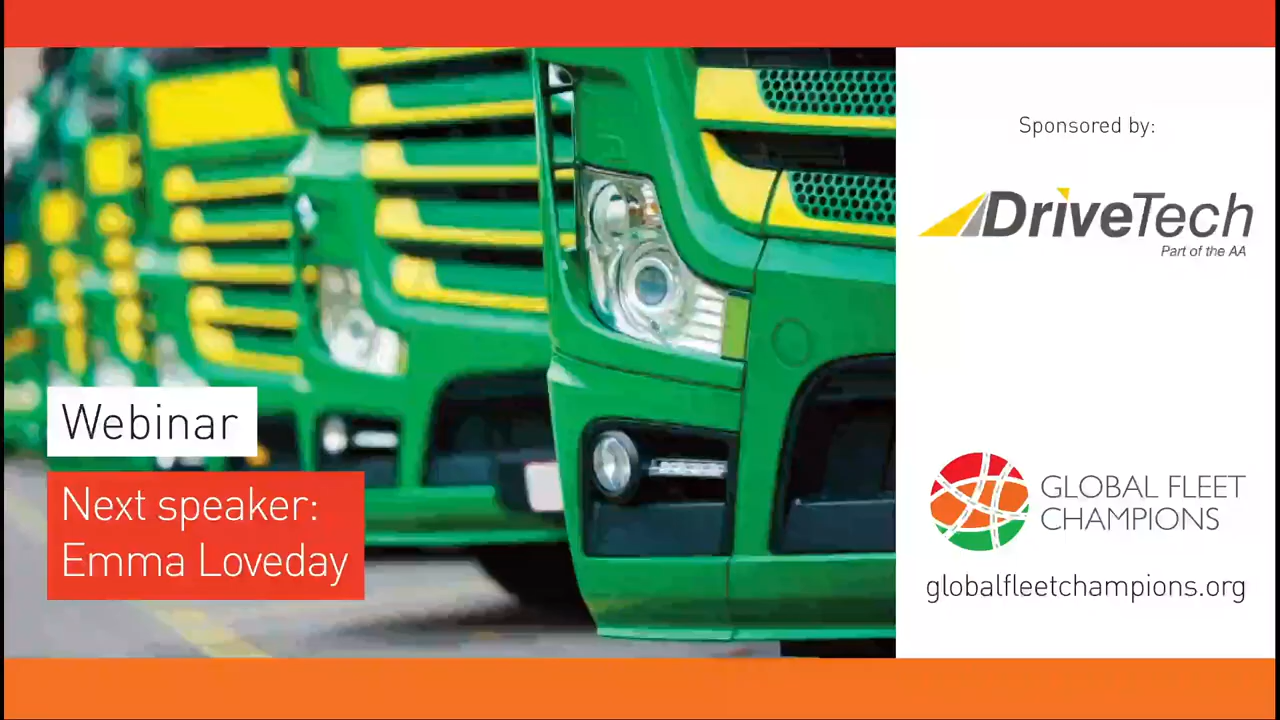 Sponsored by:
DriveTech
Part of the AA
Webinar
Next speaker:
Emma Loveday
GLOBAL FLEET
CHAMPIONS
globalfleetchampions.org